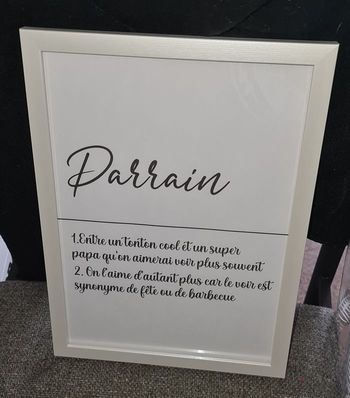 Parrain
1.Entre un tonton cool ét un super
papa qu'on aimerai voir plus souvent
2. On l'aime d'autant plus car le voir est
synonyme de fête ou de barbecue